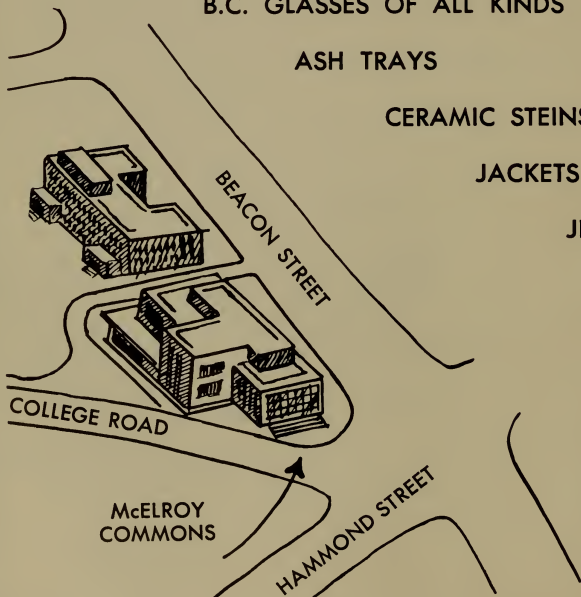 B.C. GLASSES OF ALL KINDS
ASH TRAYS
CERAMIC STEINS
JACKETS
BEACON STREET
COLLEGE ROAD
McELROY
COMMONS
HAMMOND STREET